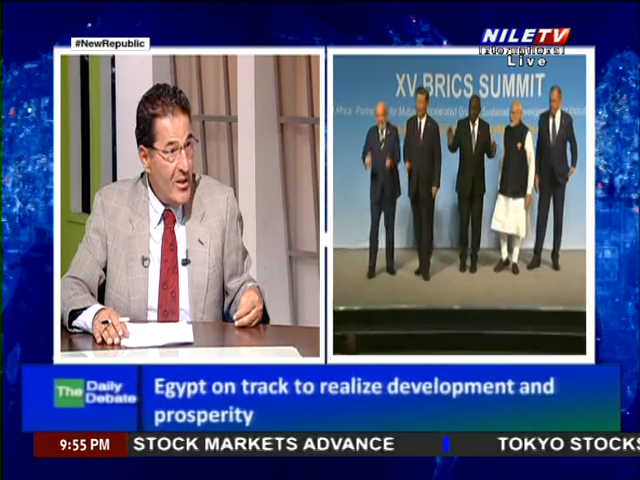 #NewRepublic
NILE TV
International
Live
XV BRICS SUMMIT
Africa:
The Daily Debate
Egypt on track to realize development and
prosperity
9:55 PM STOCK MARKETS ADVANCE TOKYO STOCKS